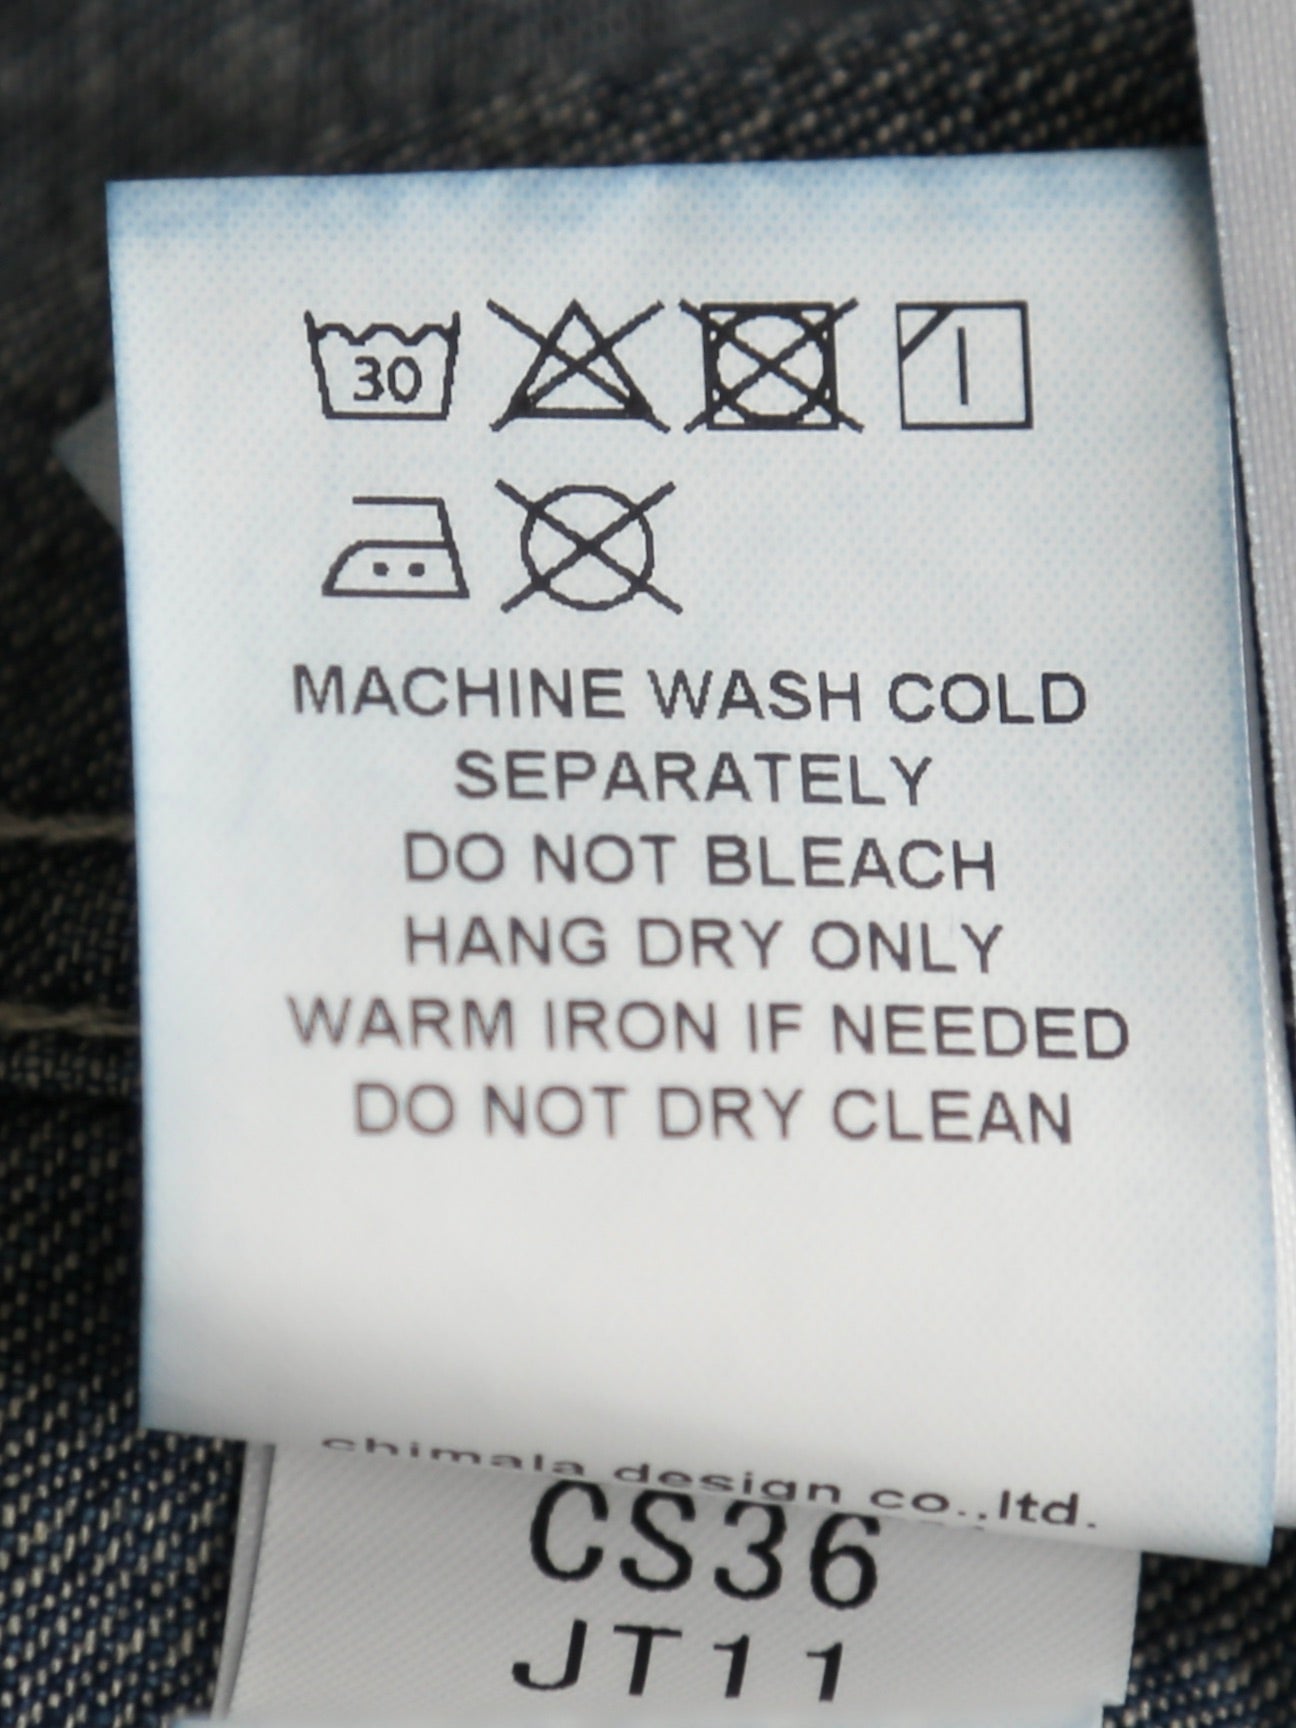 30
MACHINE WASH COLD
SEPARATELY
DO NOT BLEACH
HANG DRY ONLY
WARM IRON IF NEEDED
DO NOT DRY CLEAN
chimala design co.,ltd.
CS36
JT11